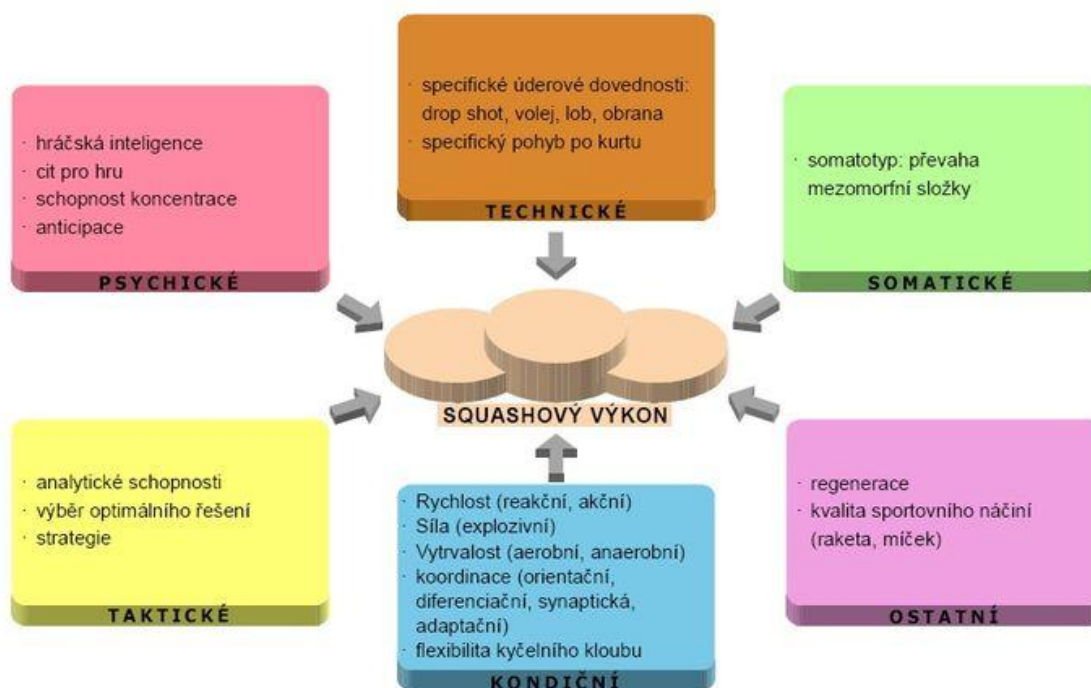 · hráčská inteligence
· cit pro hru
· schopnost koncentrace
· anticipace
PSYCHICKÉ
· specifické úderové dovednosti:
drop shot, volej, lob, obrana
· specifický pohyb po kurtu
TECHNICKÉ
· somatotyp: převaha
mezomorfní složky
SOMATICKÉ
SQUASHOVÝ VÝKON
· analytické schopnosti
· výběr optimálního řešení
· strategie
TAKTICKÉ
· Rychlost (reakční, akční)
· Síla (explozivní)
· Vytrvalost (aerobní, anaerobní)
· koordinace (orientační,
diferenciační, synaptická,
adaptační)
· flexibilita kyčelního kloubu
KONDIČNÍ
· regenerace
· kvalita sportovního náčiní
(raketa, míček)
OSTATNÍ